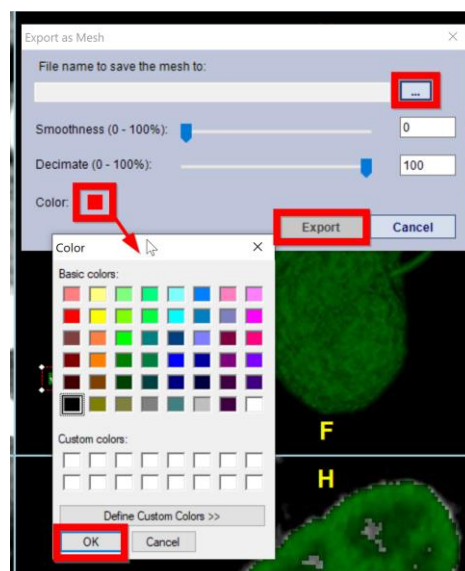 Export as Mesh
File name to save the mesh to:
...
Smoothness (0 - 100%): 0
Decimate (0 - 100%): 100
Color:
Export Cancel
Color
Basic colors:
Custom colors:
Define Custom Colors >>
OK Cancel
F
H